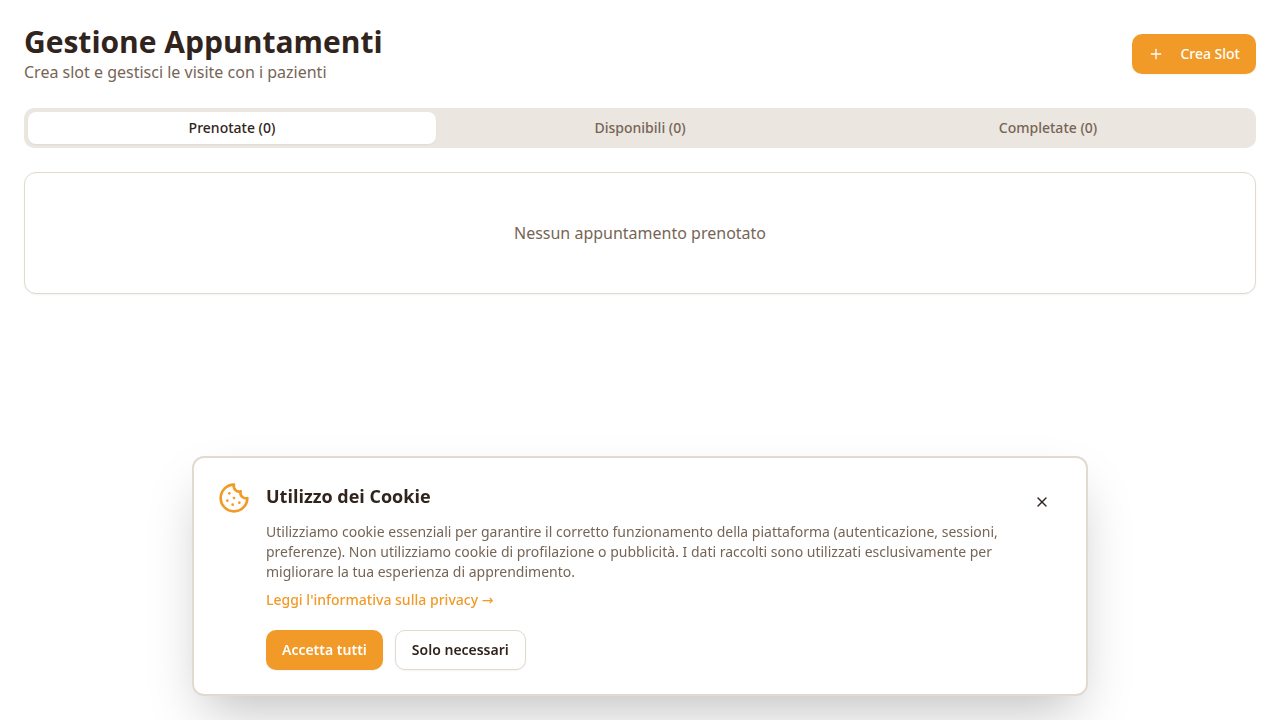 Gestione Appuntamenti
Crea slot e gestisci le visite con i pazienti
Crea Slot
Prenotate (0)
Disponibili (0)
Completate (0)
Nessun appuntamento prenotato
Utilizzo dei Cookie
Utilizziamo cookie essenziali per garantire il corretto funzionamento della piattaforma (autenticazione, sessioni,
preferenze). Non utilizziamo cookie di profilazione o pubblicità. I dati raccolti sono utilizzati esclusivamente per
migliorare la tua esperienza di apprendimento.
Leggi l'informativa sulla privacy →
Accetta tutti
Solo necessari